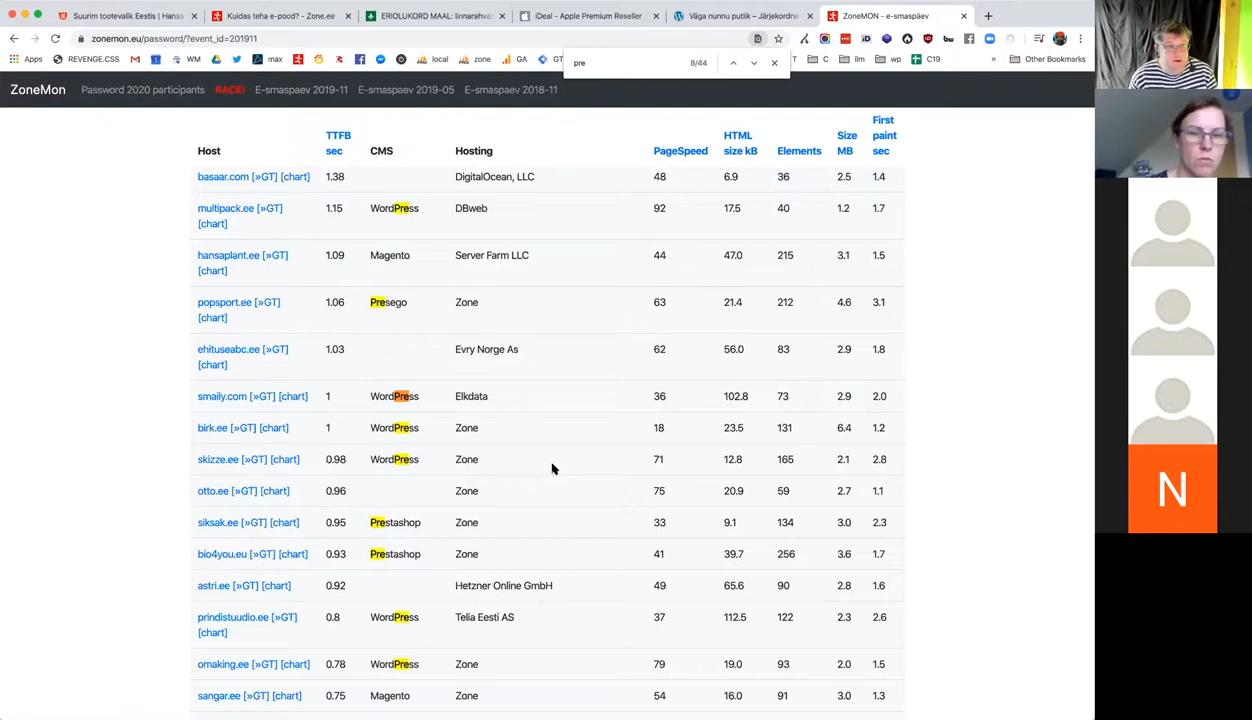 Suurim tootevalik Eestis | Hansa
Kuidas teha e-pood? - Zone.ee
ERIOLUKORD MAAL: linnarahvas
iDeal - Apple Premium Reseller
Väga nunnu putiik – Järjekordne
ZoneMON - e-smaspäev
zonemon.eu/password/?event_id=201911
Apps REVENGE.CSS WM max local zone GA GT C ilm wp C19 » Other Bookmarks
pre 8/44
ZoneMon Password 2020 participants RACE! E-smaspaev 2019-11 E-smaspaev 2019-05 E-smaspaev 2018-11
Host TTFB sec CMS Hosting PageSpeed HTML size kB Elements Size MB First paint sec
basaar.com [»GT] [chart] 1.38 DigitalOcean, LLC 48 6.9 36 2.5 1.4
multipack.ee [»GT] [chart] 1.15 WordPress DBweb 92 17.5 40 1.2 1.7
hansaplant.ee [»GT] [chart] 1.09 Magento Server Farm LLC 44 47.0 215 3.1 1.5
popsport.ee [»GT] [chart] 1.06 Presego Zone 63 21.4 212 4.6 3.1
ehituseabc.ee [»GT] [chart] 1.03 Evry Norge As 62 56.0 83 2.9 1.8
smaily.com [»GT] [chart] 1 WordPress Elkdata 36 102.8 73 2.9 2.0
birk.ee [»GT] [chart] 1 WordPress Zone 18 23.5 131 6.4 1.2
skizze.ee [»GT] [chart] 0.98 WordPress Zone 71 12.8 165 2.1 2.8
otto.ee [»GT] [chart] 0.96 Zone 75 20.9 59 2.7 1.1
siksak.ee [»GT] [chart] 0.95 Prestashop Zone 33 9.1 134 3.0 2.3
bio4you.eu [»GT] [chart] 0.93 Prestashop Zone 41 39.7 256 3.6 1.7
astri.ee [»GT] [chart] 0.92 Hetzner Online GmbH 49 65.6 90 2.8 1.6
prindistuudio.ee [»GT] [chart] 0.8 WordPress Telia Eesti AS 37 112.5 122 2.3 2.6
omaking.ee [»GT] [chart] 0.78 WordPress Zone 79 19.0 93 2.0 1.5
sangar.ee [»GT] [chart] 0.75 Magento Zone 54 16.0 91 3.0 1.3
N